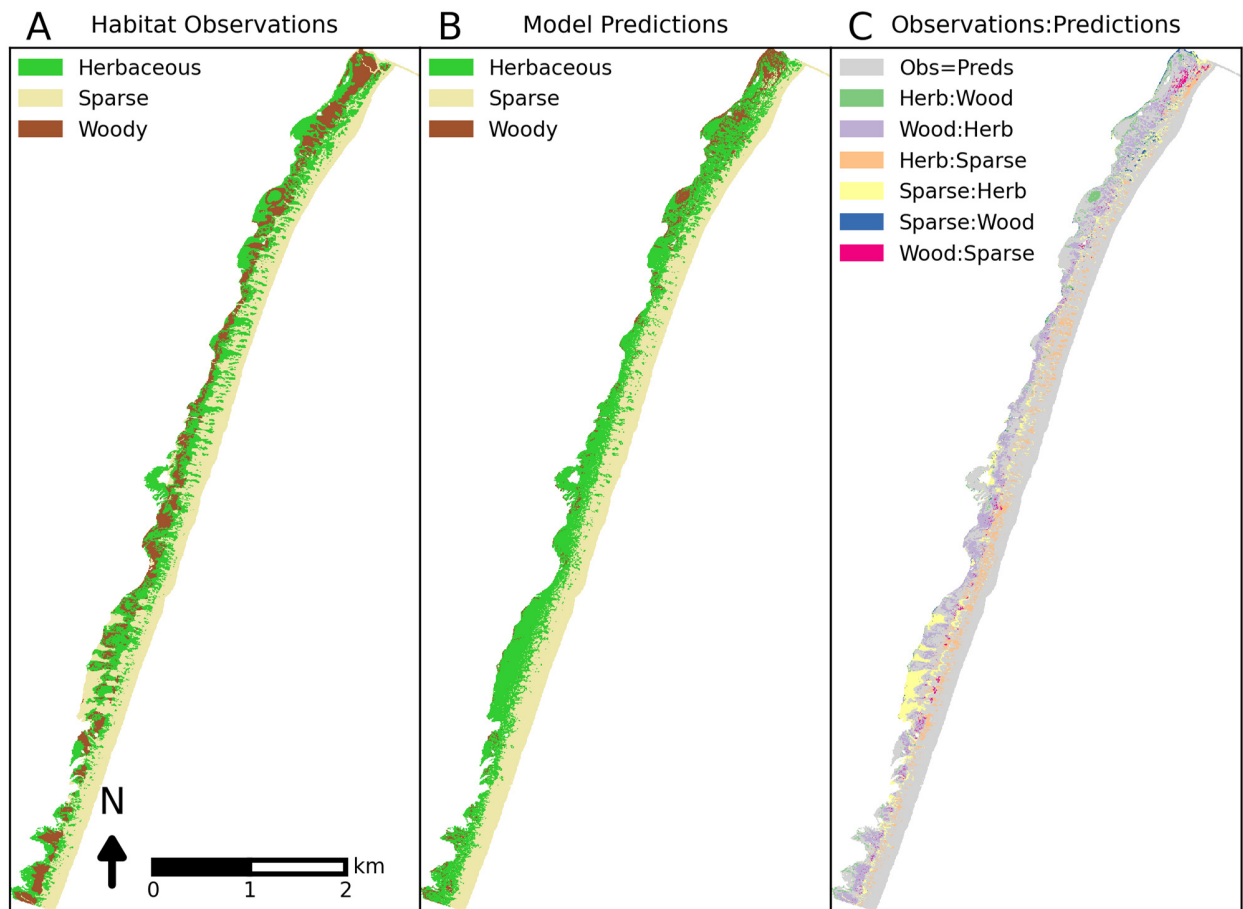 A Habitat Observations
Herbaceous
Sparse
Woody
N
km
0 1 2
B Model Predictions
Herbaceous
Sparse
Woody
C Observations:Predictions
Obs=Preds
Herb:Wood
Wood:Herb
Herb:Sparse
Sparse:Herb
Sparse:Wood
Wood:Sparse